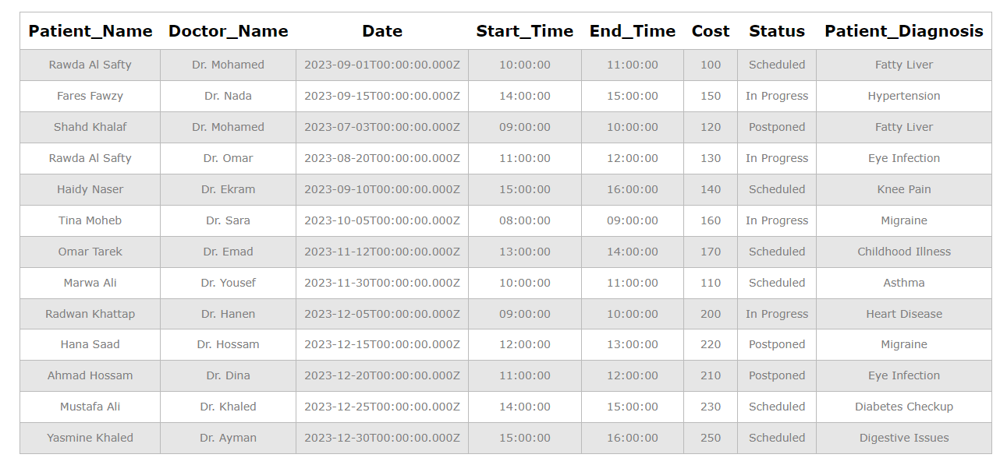 Patient_Name Doctor_Name Date Start_Time End_Time Cost Status Patient_Diagnosis
Rawda Al Safty Dr. Mohamed 2023-09-01T00:00:00.000Z 10:00:00 11:00:00 100 Scheduled Fatty Liver
Fares Fawzy Dr. Nada 2023-09-15T00:00:00.000Z 14:00:00 15:00:00 150 In Progress Hypertension
Shahd Khalaf Dr. Mohamed 2023-07-03T00:00:00.000Z 09:00:00 10:00:00 120 Postponed Fatty Liver
Rawda Al Safty Dr. Omar 2023-08-20T00:00:00.000Z 11:00:00 12:00:00 130 In Progress Eye Infection
Haidy Naser Dr. Ekram 2023-09-10T00:00:00.000Z 15:00:00 16:00:00 140 Scheduled Knee Pain
Tina Moheb Dr. Sara 2023-10-05T00:00:00.000Z 08:00:00 09:00:00 160 In Progress Migraine
Omar Tarek Dr. Emad 2023-11-12T00:00:00.000Z 13:00:00 14:00:00 170 Scheduled Childhood Illness
Marwa Ali Dr. Yousef 2023-11-30T00:00:00.000Z 10:00:00 11:00:00 110 Scheduled Asthma
Radwan Khattap Dr. Hanen 2023-12-05T00:00:00.000Z 09:00:00 10:00:00 200 In Progress Heart Disease
Hana Saad Dr. Hossam 2023-12-15T00:00:00.000Z 12:00:00 13:00:00 220 Postponed Migraine
Ahmad Hossam Dr. Dina 2023-12-20T00:00:00.000Z 11:00:00 12:00:00 210 Postponed Eye Infection
Mustafa Ali Dr. Khaled 2023-12-25T00:00:00.000Z 14:00:00 15:00:00 230 Scheduled Diabetes Checkup
Yasmine Khaled Dr. Ayman 2023-12-30T00:00:00.000Z 15:00:00 16:00:00 250 Scheduled Digestive Issues